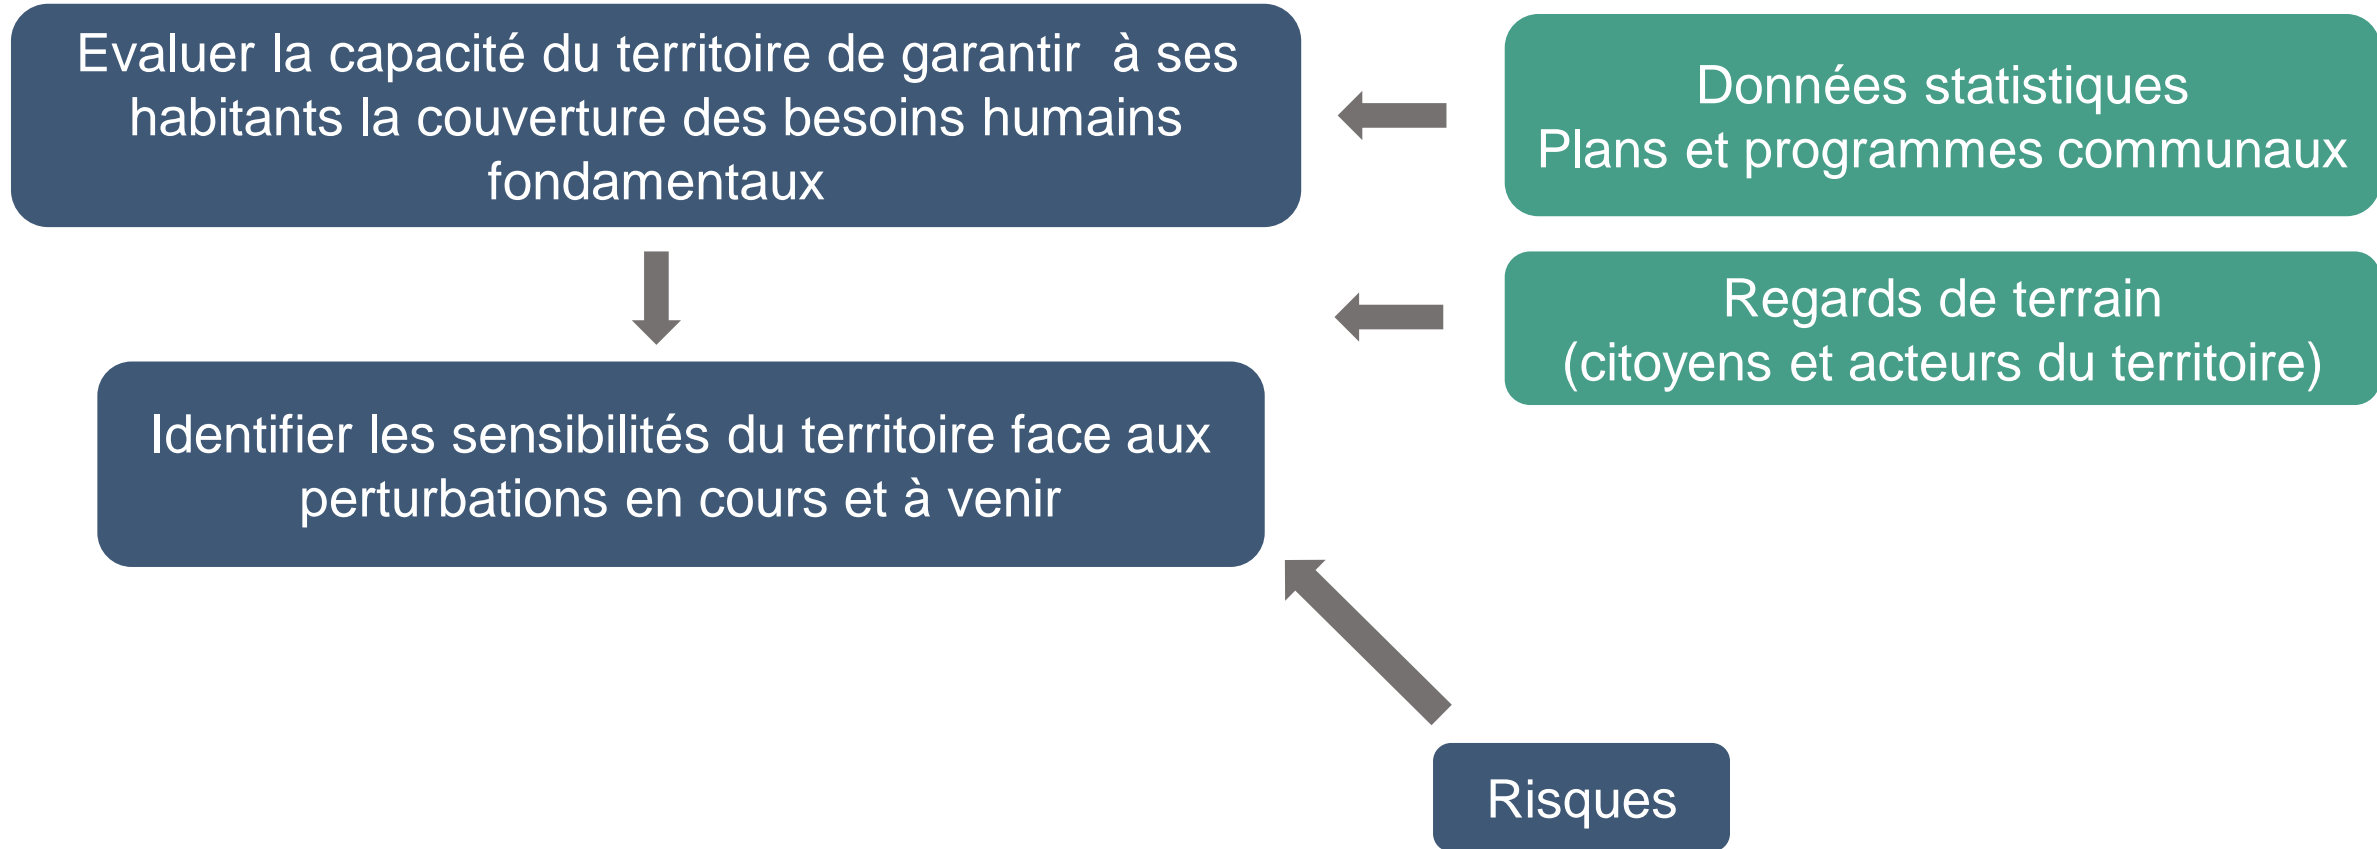 Evaluer la capacité du territoire de garantir  à ses
habitants la couverture des besoins humains
fondamentaux
Données statistiques
Plans et programmes communaux
Regards de terrain
(citoyens et acteurs du territoire)
Identifier les sensibilités du territoire face aux
perturbations en cours et à venir
Risques